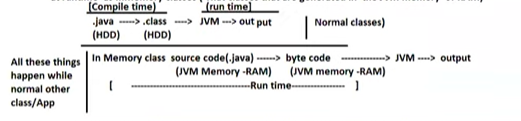 [Compile time) (run time]
.java -----> .class ----> JVM ---> out put Normal classes)
(HDD) (HDD)
All these things happen while normal other class/App
In Memory class source code(.java) -----> byte code --------------> JVM ----> output
(JVM Memory -RAM) (JVM memory -RAM)
[ -----------------------------------Run time--------------- ]